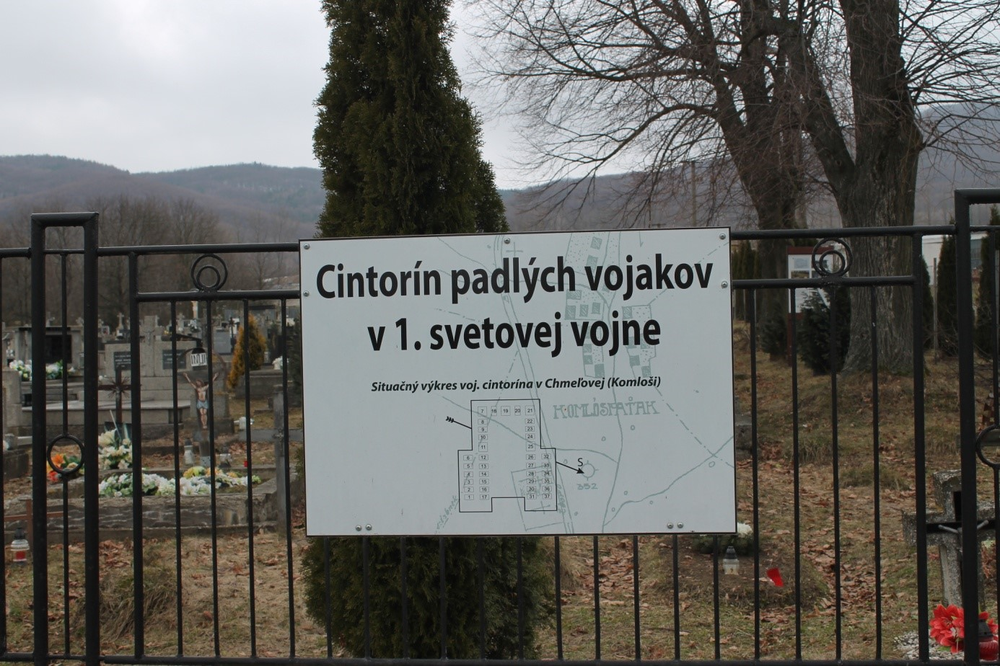 Cintorín padlých vojakov
v 1. svetovej vojne
Situačný výkres voj. cintorína v Chmeľovej (Komloši)
KOMLÓSPATAK
7 18 19 20 21
8 22
9 23
10 24
11 25
6 12 26 32
5 13 27 33
4 14 28 34
3 15 29 35
2 16 30 36
1 17 31 37
S
352